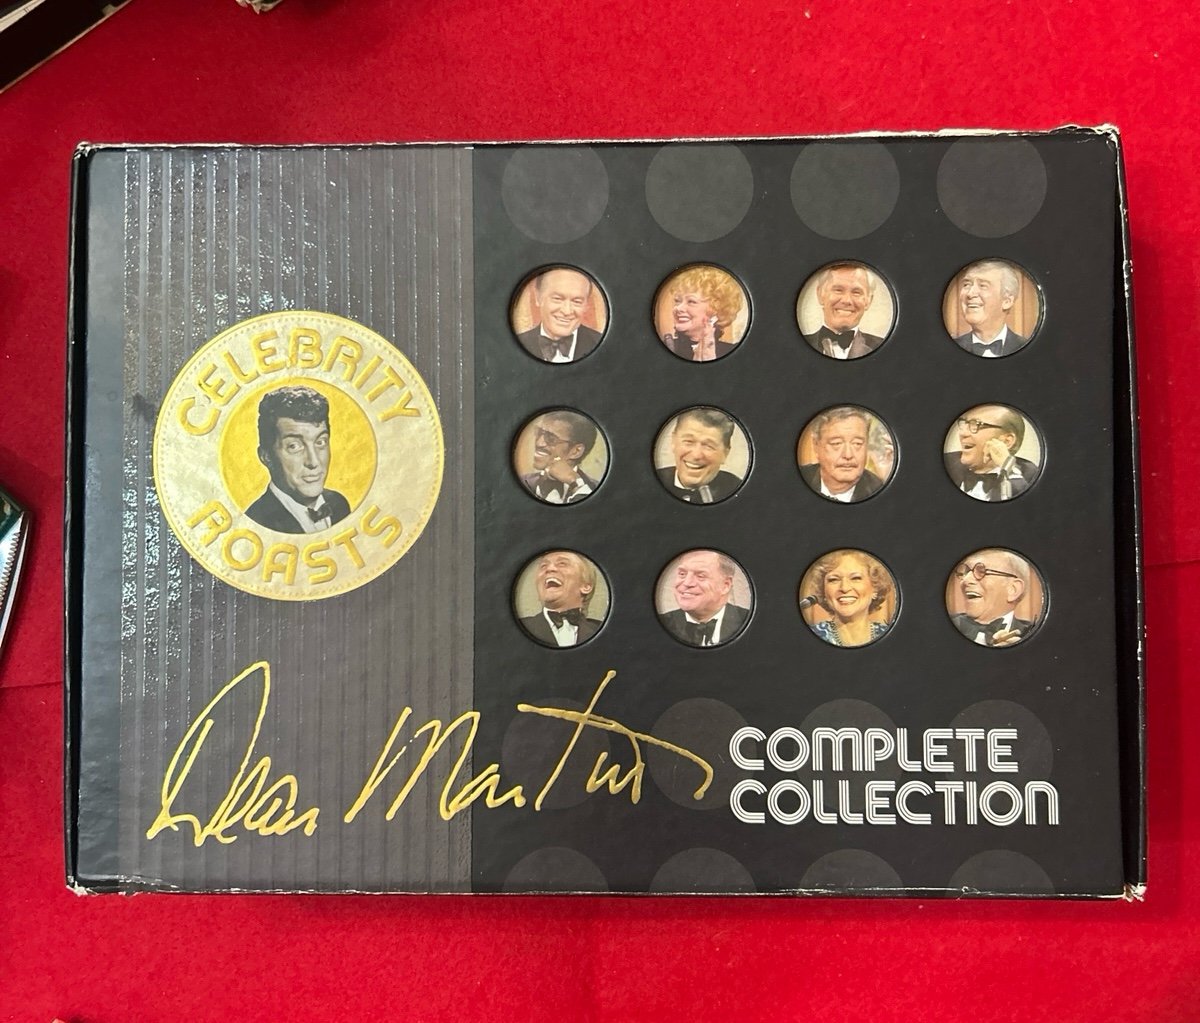 CELEBRITY
ROASTS
Dean Martin
COMPLETE
COLLECTION